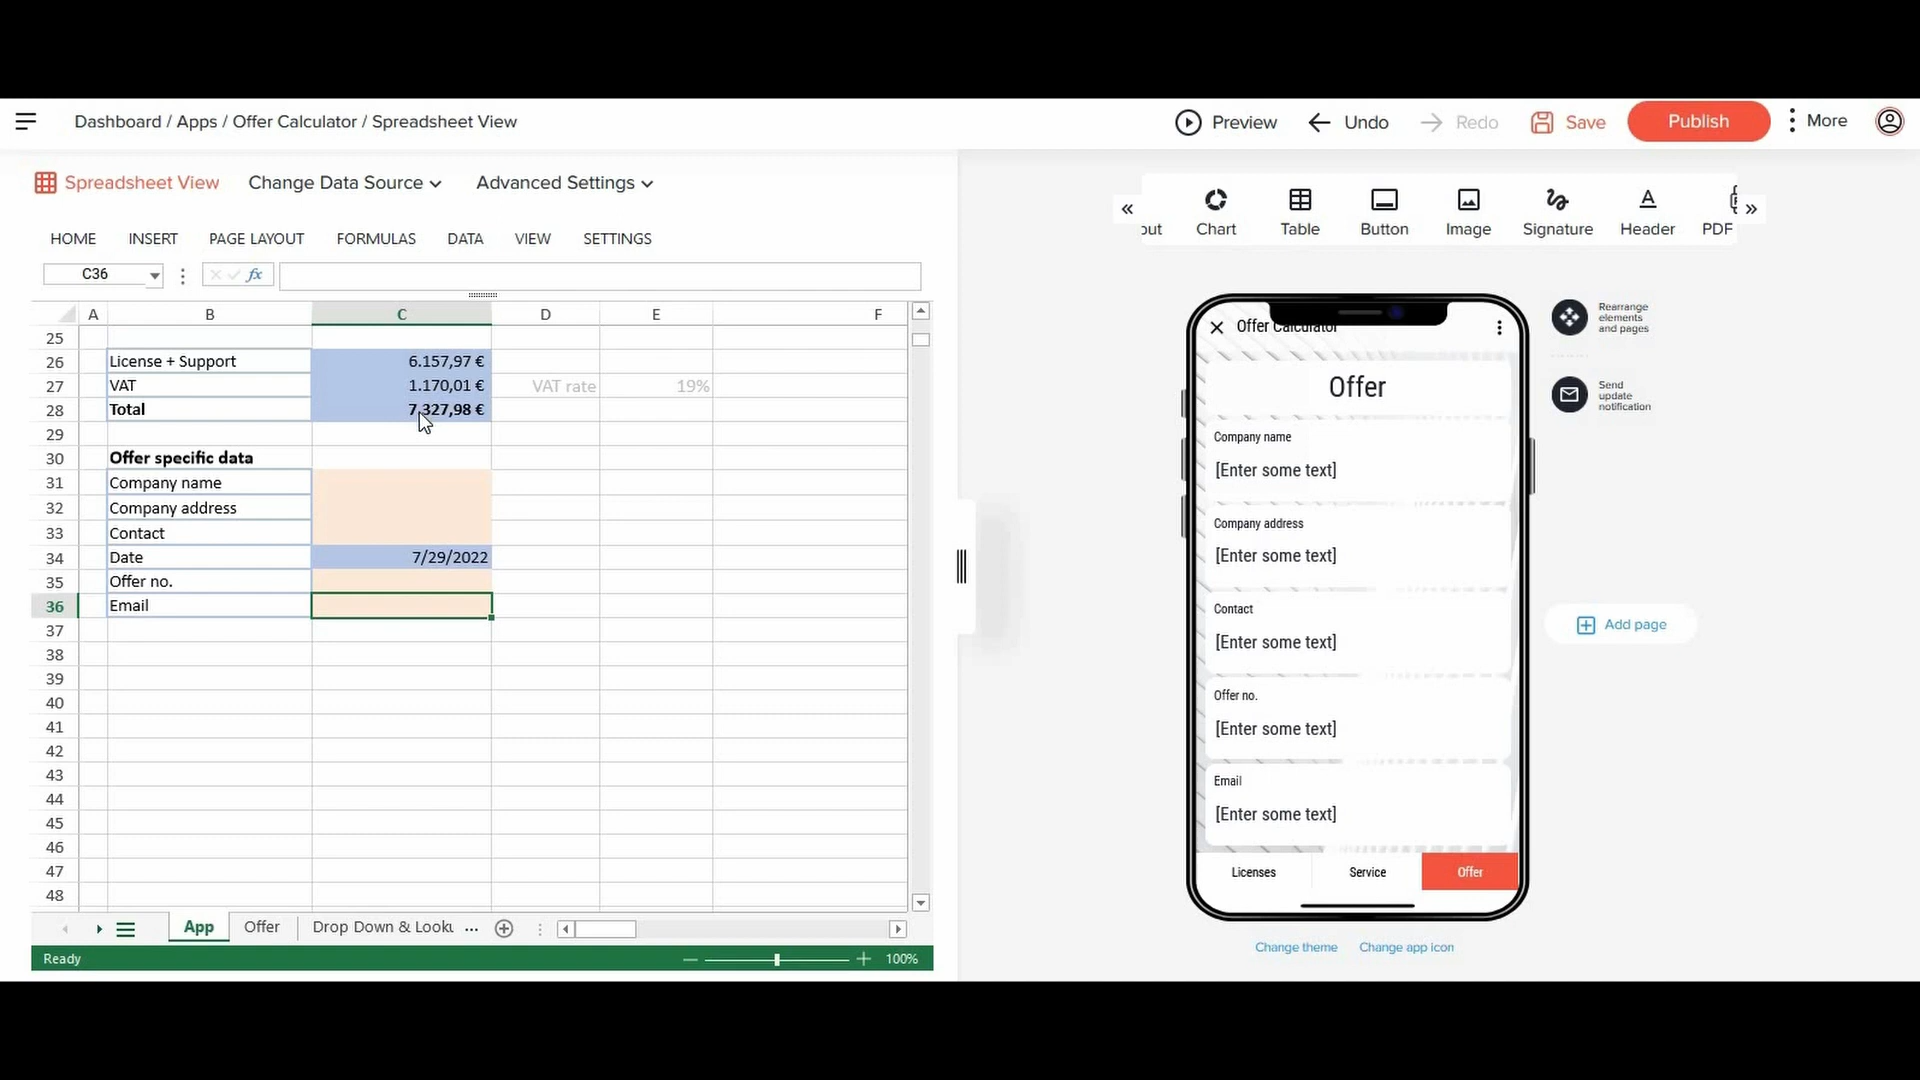 Dashboard / Apps / Offer Calculator / Spreadsheet View
Preview
Undo
Redo
Save
Publish
More
Spreadsheet View
Change Data Source
Advanced Settings
HOME INSERT PAGE LAYOUT FORMULAS DATA VIEW SETTINGS
C36
fx
A B C D E F
25
26 License + Support 6.157,97 €
27 VAT 1.170,01 € VAT rate 19%
28 Total 7.327,98 €
29
30 Offer specific data
31 Company name
32 Company address
33 Contact
34 Date 7/29/2022
35 Offer no.
36 Email
37
38
39
40
41
42
43
44
45
46
47
48
App Offer Drop Down & Looku ...
Ready
100%
out Chart Table Button Image Signature Header PDF
Offer Calculator
Offer
Company name
[Enter some text]
Company address
[Enter some text]
Contact
[Enter some text]
Offer no.
[Enter some text]
Email
[Enter some text]
Licenses Service Offer
Change theme Change app icon
Rearrange
elements
and pages
Send
update
notification
Add page